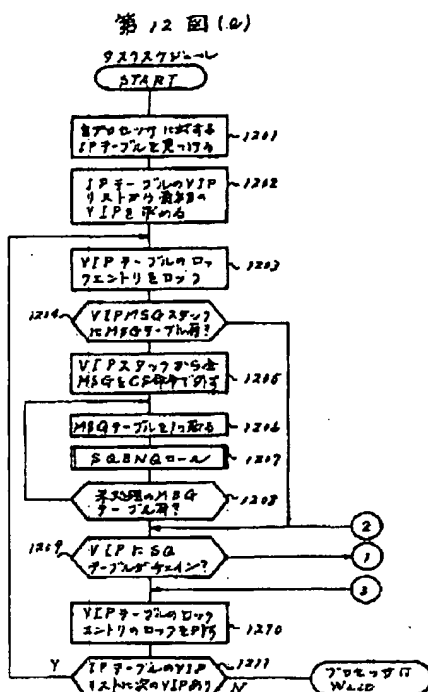 第12図(a)
タスクスケジュール
START
自プロセッサに対する
IPテーブルを見つける
1201
IPテーブルのVIP
リストから最初の
VIPを求める
1202
VIPテーブルのロッ
クエントリをロック
1203
1204
VIPMSGスタック
にMSGテーブル有?
VIPスタックから全
MSGをCS命令で外す
1205
MSGテーブルを1つ取る
1206
SQENQコール
1207
未処理のMSG
テーブル有?
1208
2
1209
VIPにSQ
テーブルがチェイン?
1
3
VIPテーブルのロック
エントリのロックを
1210
Y
IPテーブルのVIP
リストに次のVIPあり
1211
N
プロセッサは